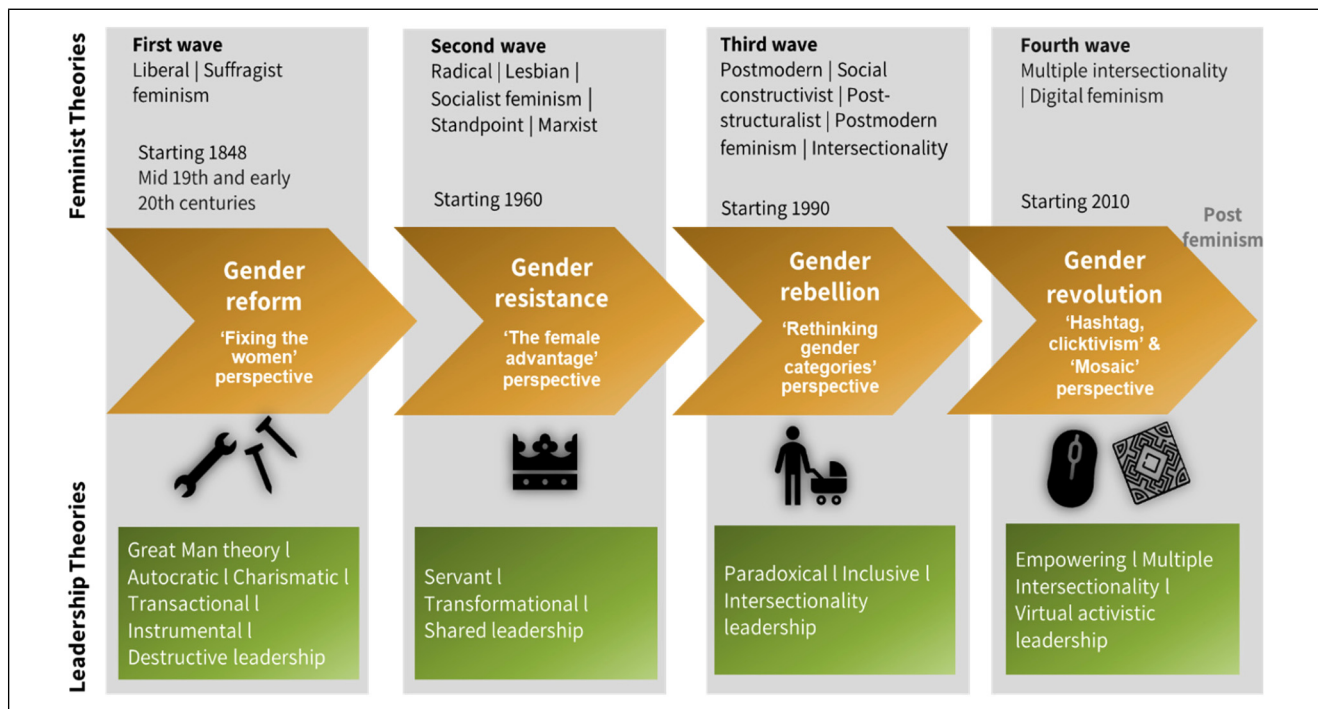 Feminist Theories
First wave
Liberal | Suffragist
feminism
Starting 1848
Mid 19th and early
20th centuries
Second wave
Radical | Lesbian |
Socialist feminism |
Standpoint | Marxist
Starting 1960
Third wave
Postmodern | Social
constructivist | Post-
structuralist | Postmodern
feminism | Intersectionality
Starting 1990
Fourth wave
Multiple intersectionality
| Digital feminism
Starting 2010
Post
feminism
Gender
reform
‘Fixing the
women’
perspective
Gender
resistance
‘The female
advantage’
perspective
Gender
rebellion
‘Rethinking
gender
categories’
perspective
Gender
revolution
‘Hashtag,
clicktivism’ &
‘Mosaic’
perspective
Leadership Theories
Great Man theory l
Autocratic l Charismatic l
Transactional l
Instrumental l
Destructive leadership
Servant l
Transformational l
Shared leadership
Paradoxical l Inclusive l
Intersectionality
leadership
Empowering l Multiple
Intersectionality l
Virtual activistic
leadership